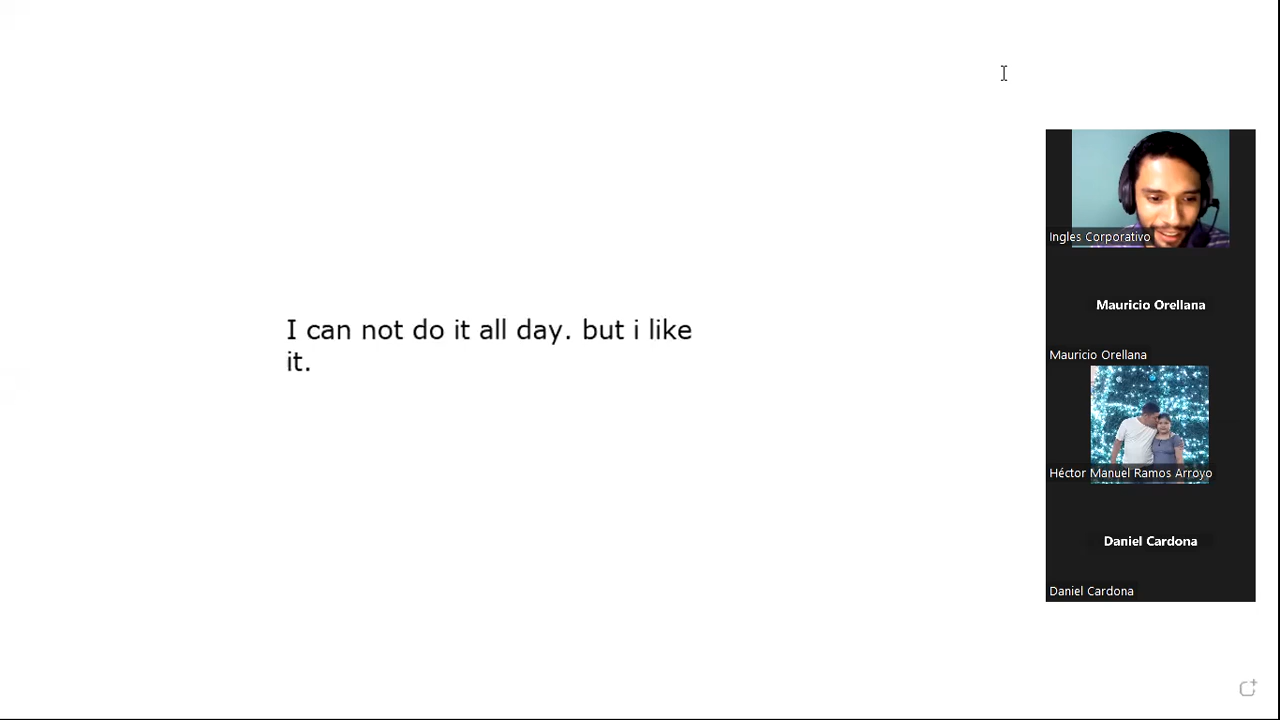 I can not do it all day. but i like
it.
Ingles Corporativo
Mauricio Orellana
Mauricio Orellana
Héctor Manuel Ramos Arroyo
Daniel Cardona
Daniel Cardona